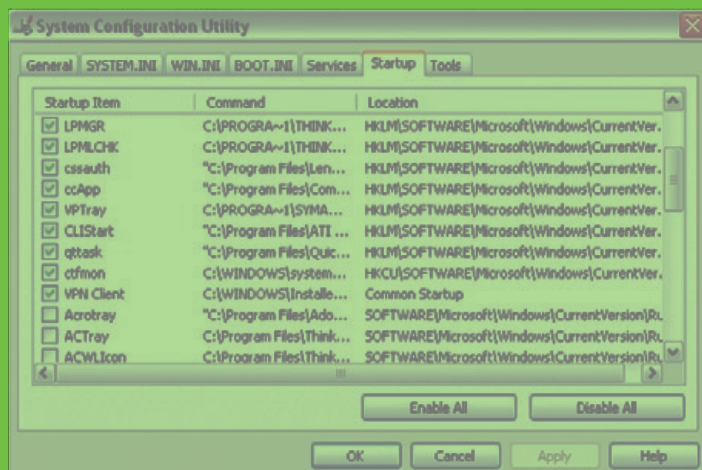 System Configuration Utility
General SYSTEM.INI WIN.INI BOOT.INI Services Startup Tools
Startup Item Command Location
LPMGR C:\PROGRA~1\THINK... HKLM\SOFTWARE\Microsoft\Windows\CurrentVer.
LPMLCHK C:\PROGRA~1\THINK... HKLM\SOFTWARE\Microsoft\Windows\CurrentVer.
cssauth "C:\Program Files\Len... HKLM\SOFTWARE\Microsoft\Windows\CurrentVer.
ccApp "C:\Program Files\Com... HKLM\SOFTWARE\Microsoft\Windows\CurrentVer.
VPTray C:\PROGRA~1\SYMA... HKLM\SOFTWARE\Microsoft\Windows\CurrentVer.
CLIStart "C:\Program Files\ATI ... HKLM\SOFTWARE\Microsoft\Windows\CurrentVer.
qttask "C:\Program Files\Quic... HKLM\SOFTWARE\Microsoft\Windows\CurrentVer.
ctfmon C:\WINDOWS\system... HKCU\SOFTWARE\Microsoft\Windows\CurrentVer.
VPN Client C:\WINDOWS\Installe... Common Startup
Acrotray "C:\Program Files\Ado... SOFTWARE\Microsoft\Windows\CurrentVersion\Ru
ACTray C:\Program Files\Think... SOFTWARE\Microsoft\Windows\CurrentVersion\Ru
ACWLIcon C:\Program Files\Think... SOFTWARE\Microsoft\Windows\CurrentVersion\Ru
Enable All Disable All
OK Cancel Apply Help